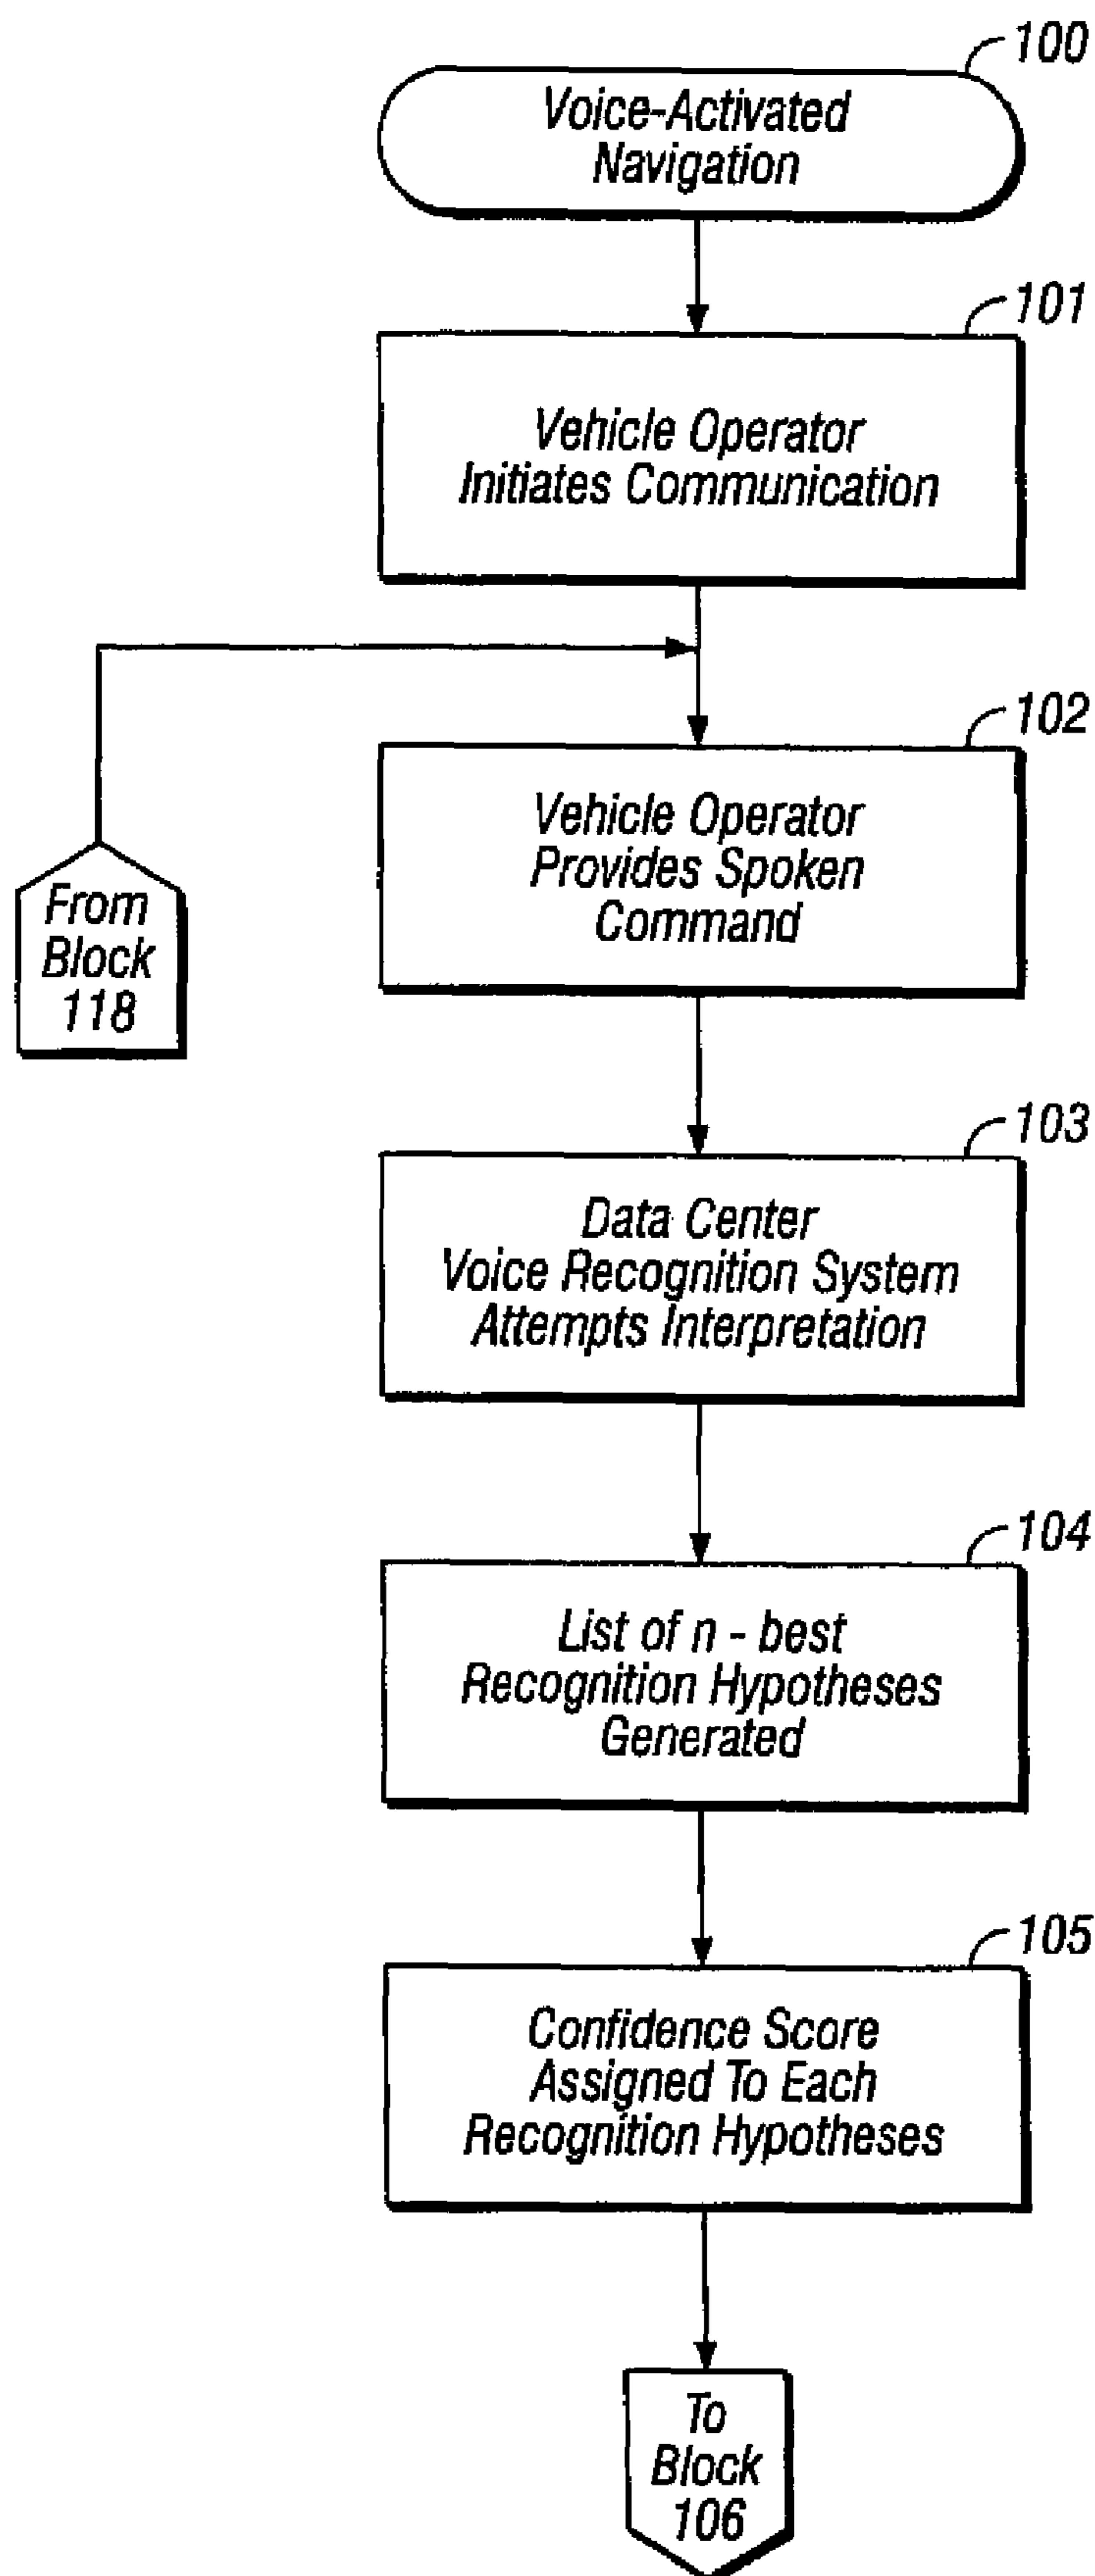 100
Voice-Activated
Navigation
101
Vehicle Operator
Initiates Communication
102
Vehicle Operator
Provides Spoken
Command
From
Block
118
103
Data Center
Voice Recognition System
Attempts Interpretation
104
List of n - best
Recognition Hypotheses
Generated
105
Confidence Score
Assigned To Each
Recognition Hypotheses
To
Block
106